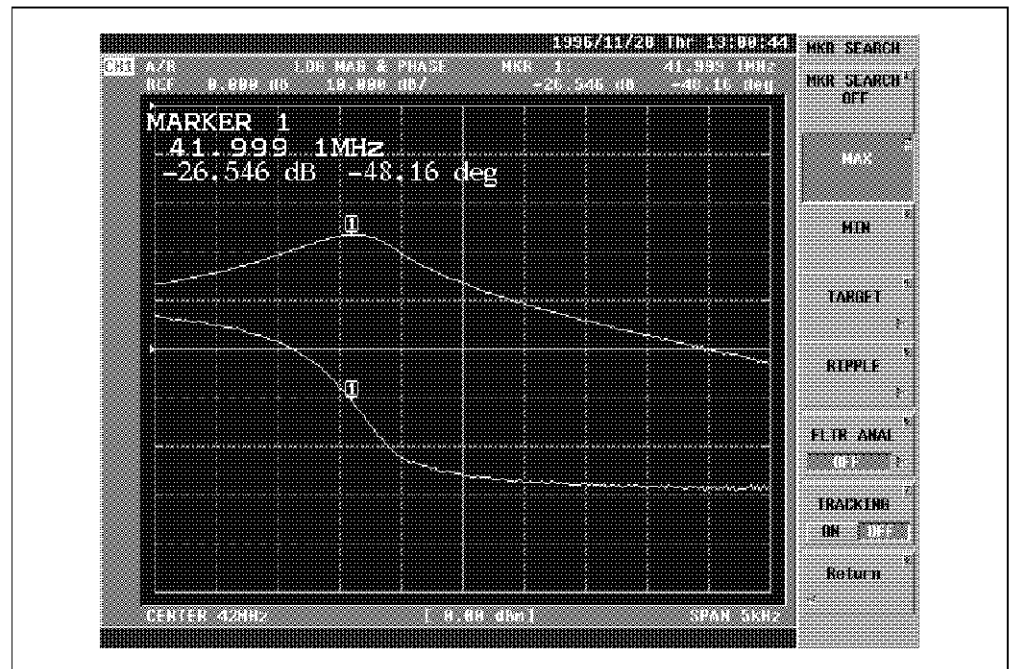 1996/11/20 Thr 13:00:44
CH1 A/R LOG MAG & PHASE MKR 1: 41.999 1MHz
REF 0.000 dB 10.000 dB/ -26.546 dB -48.16 deg
MARKER 1
41.999 1MHz
-26.546 dB -48.16 deg
1
1
CENTER 42MHz [ 0.00 dBm] SPAN 5kHz
MKR SEARCH
MKR SEARCH
OFF
MAX
MIN
TARGET
RIPPLE
FLTR ANAL
OFF
TRACKING
ON OFF
Return